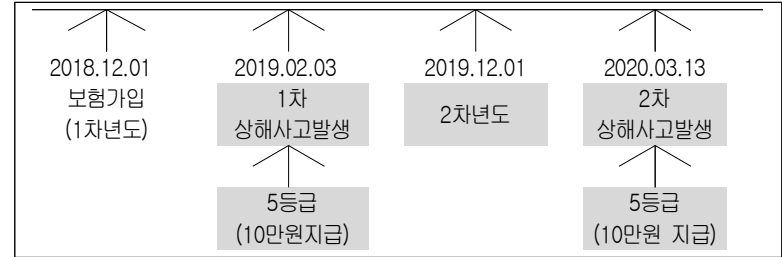 2018.12.01
보험가입
(1차년도)
2019.02.03
1차
상해사고발생
5등급
(10만원지급)
2019.12.01
2차년도
2020.03.13
2차
상해사고발생
5등급
(10만원 지급)